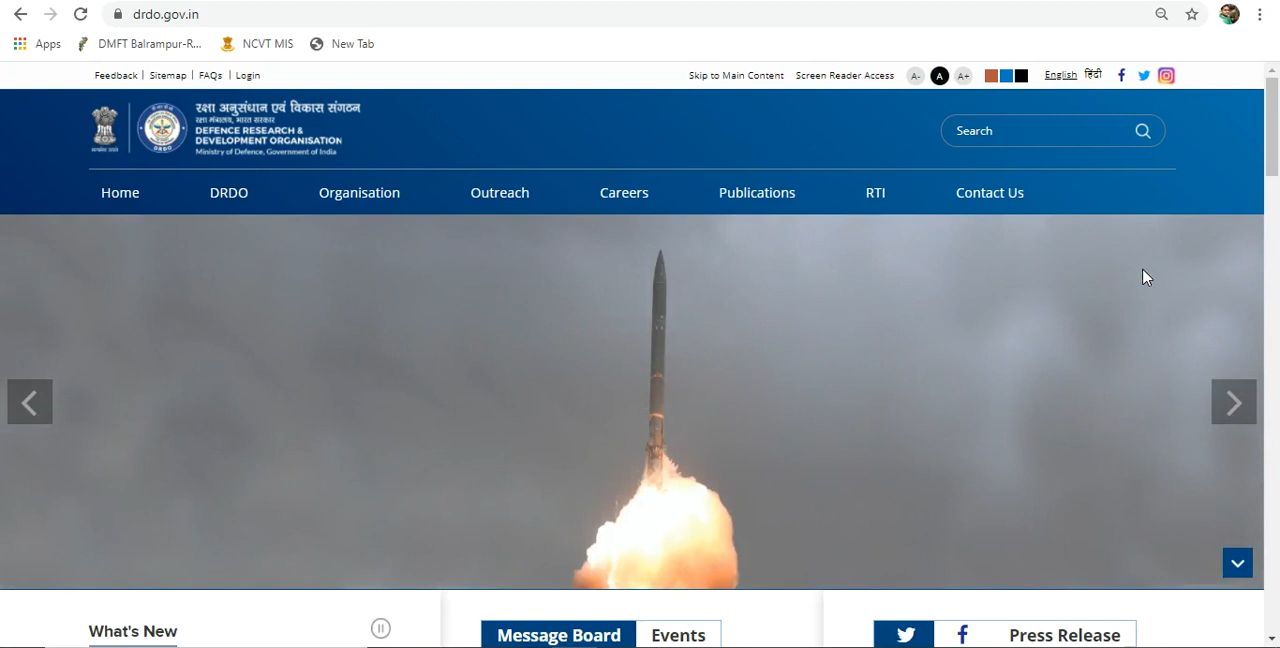 drdo.gov.in
Apps DMFT Balrampur-R... NCVT MIS New Tab
Feedback | Sitemap | FAQs | Login Skip to Main Content Screen Reader Access A- A A+ English हिंदी
रक्षा अनुसंधान एवं विकास संगठन
रक्षा मंत्रालय, भारत सरकार
DEFENCE RESEARCH &
DEVELOPMENT ORGANISATION
Ministry of Defence, Government of India
Search
Home DRDO Organisation Outreach Careers Publications RTI Contact Us
What's New Message Board Events Press Release